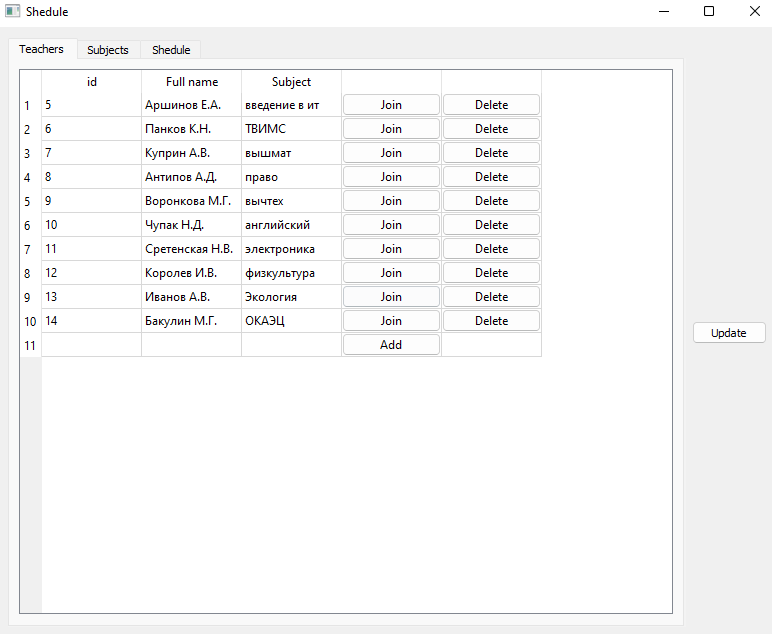 Shedule
Teachers Subjects Shedule
id Full name Subject
1 5 Аршинов Е.А. введение в ит Join Delete
2 6 Панков К.Н. ТВИМС Join Delete
3 7 Куприн А.В. вышмат Join Delete
4 8 Антипов А.Д. право Join Delete
5 9 Воронкова М.Г. вычтех Join Delete
6 10 Чупак Н.Д. английский Join Delete
7 11 Сретенская Н.В. электроника Join Delete
8 12 Королев И.В. физкультура Join Delete
9 13 Иванов А.В. Экология Join Delete
10 14 Бакулин М.Г. ОКАЭЦ Join Delete
Update
11 Add